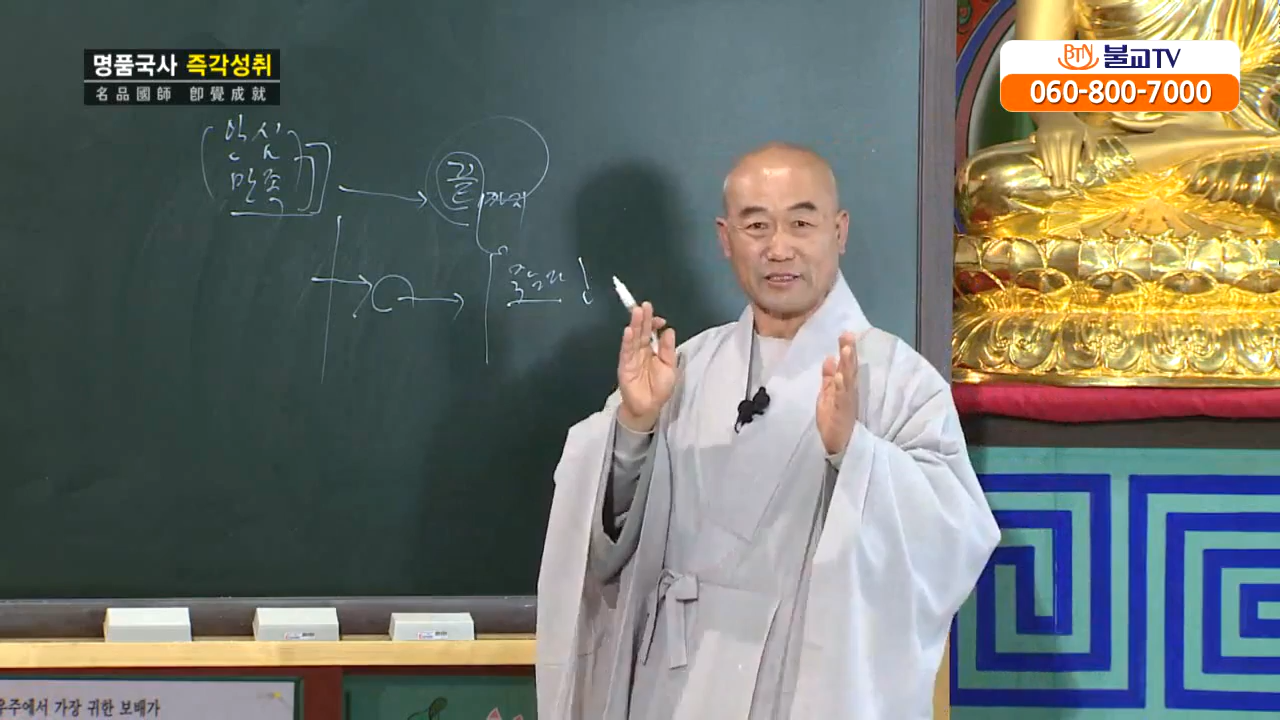 명품국사 즉각성취
名品國師 卽覺成就
BTN 불교TV
060-800-7000
안심
만족
끝
까지
우주에서 가장 귀한 보배가